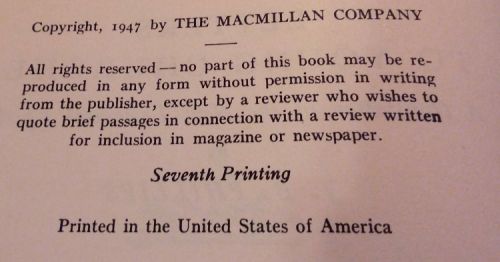 Copyright, 1947 by THE MACMILLAN COMPANY
All rights reserved — no part of this book may be re-
produced in any form without permission in writing
from the publisher, except by a reviewer who wishes to
quote brief passages in connection with a review written
for inclusion in magazine or newspaper.
Seventh Printing
Printed in the United States of America